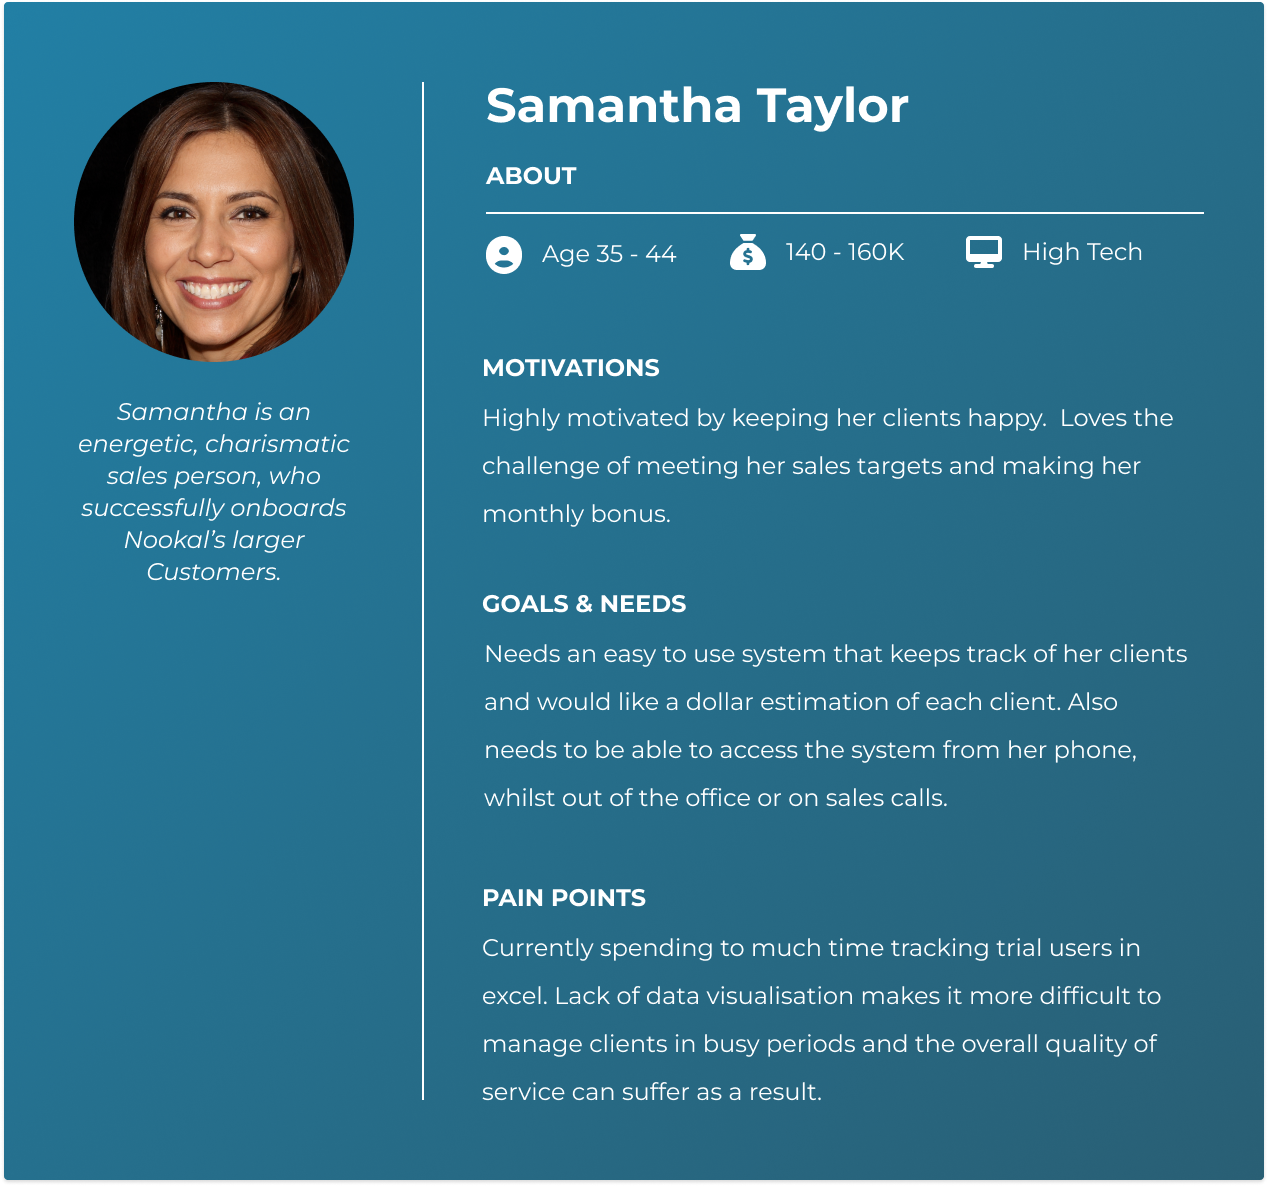 Samantha Taylor
ABOUT
Age 35 - 44
140 - 160K
High Tech
Samantha is an
energetic, charismatic
sales person, who
successfully onboards
Nookal’s larger
Customers.
MOTIVATIONS
Highly motivated by keeping her clients happy.  Loves the
challenge of meeting her sales targets and making her
monthly bonus.
GOALS & NEEDS
Needs an easy to use system that keeps track of her clients
and would like a dollar estimation of each client. Also
needs to be able to access the system from her phone,
whilst out of the office or on sales calls.
PAIN POINTS
Currently spending to much time tracking trial users in
excel. Lack of data visualisation makes it more difficult to
manage clients in busy periods and the overall quality of
service can suffer as a result.